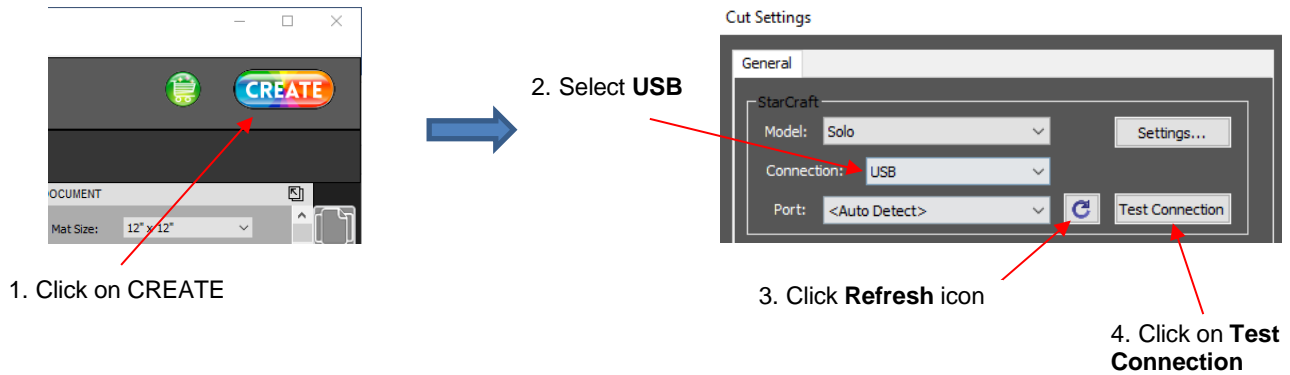 CREATE
OCUMENT
Mat Size: 12" x 12"
1. Click on CREATE
2. Select USB
Cut Settings
General
StarCraft
Model: Solo Settings...
Connection: USB
Port: <Auto Detect> Test Connection
3. Click Refresh icon
4. Click on Test
Connection